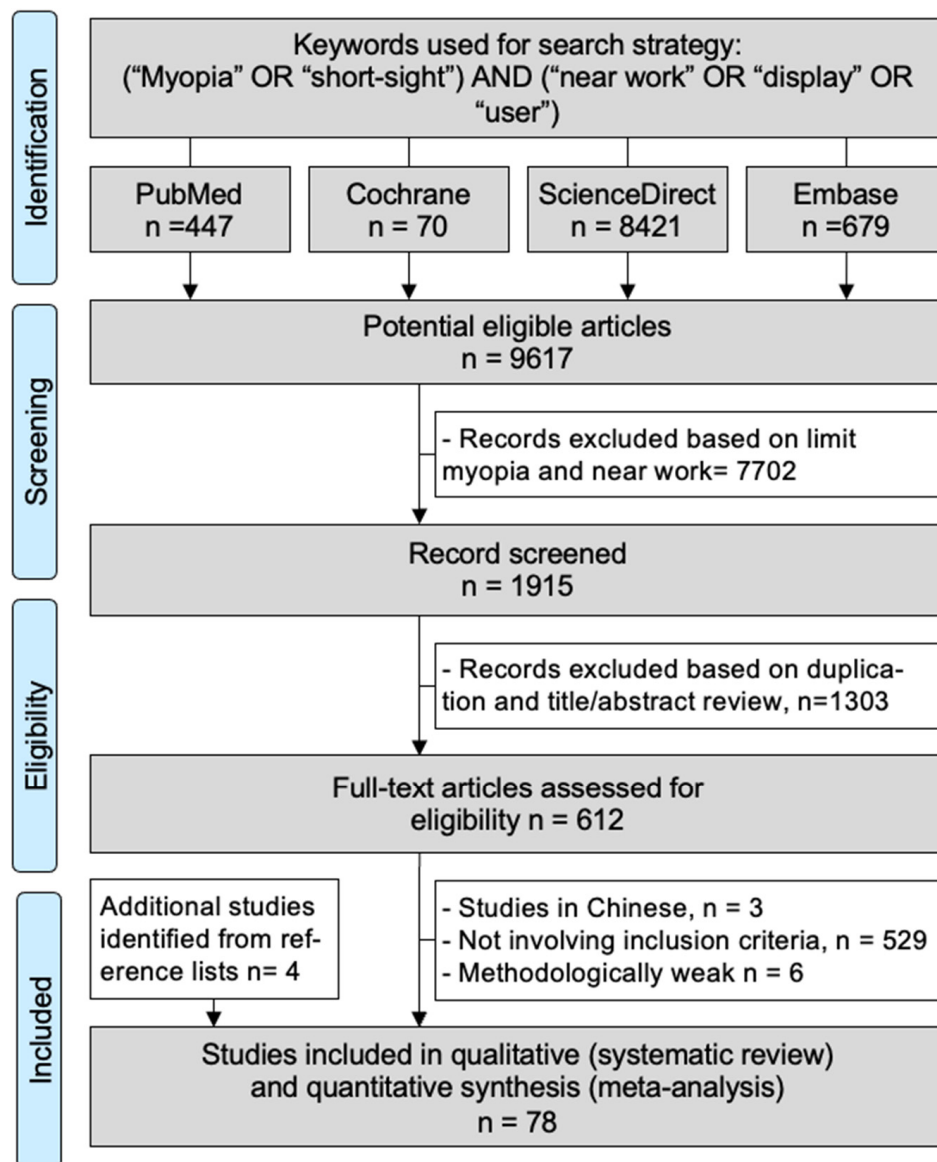 Identification
Keywords used for search strategy:
(“Myopia” OR “short-sight”) AND (“near work” OR “display” OR
“user”)
PubMed
n =447
Cochrane
n = 70
ScienceDirect
n = 8421
Embase
n =679
Screening
Potential eligible articles
n = 9617
- Records excluded based on limit
myopia and near work= 7702
Record screened
n = 1915
Eligibility
- Records excluded based on duplica-
tion and title/abstract review, n=1303
Full-text articles assessed for
eligibility n = 612
Included
Additional studies
identified from ref-
erence lists n= 4
- Studies in Chinese, n = 3
- Not involving inclusion criteria, n = 529
- Methodologically weak n = 6
Studies included in qualitative (systematic review)
and quantitative synthesis (meta-analysis)
n = 78